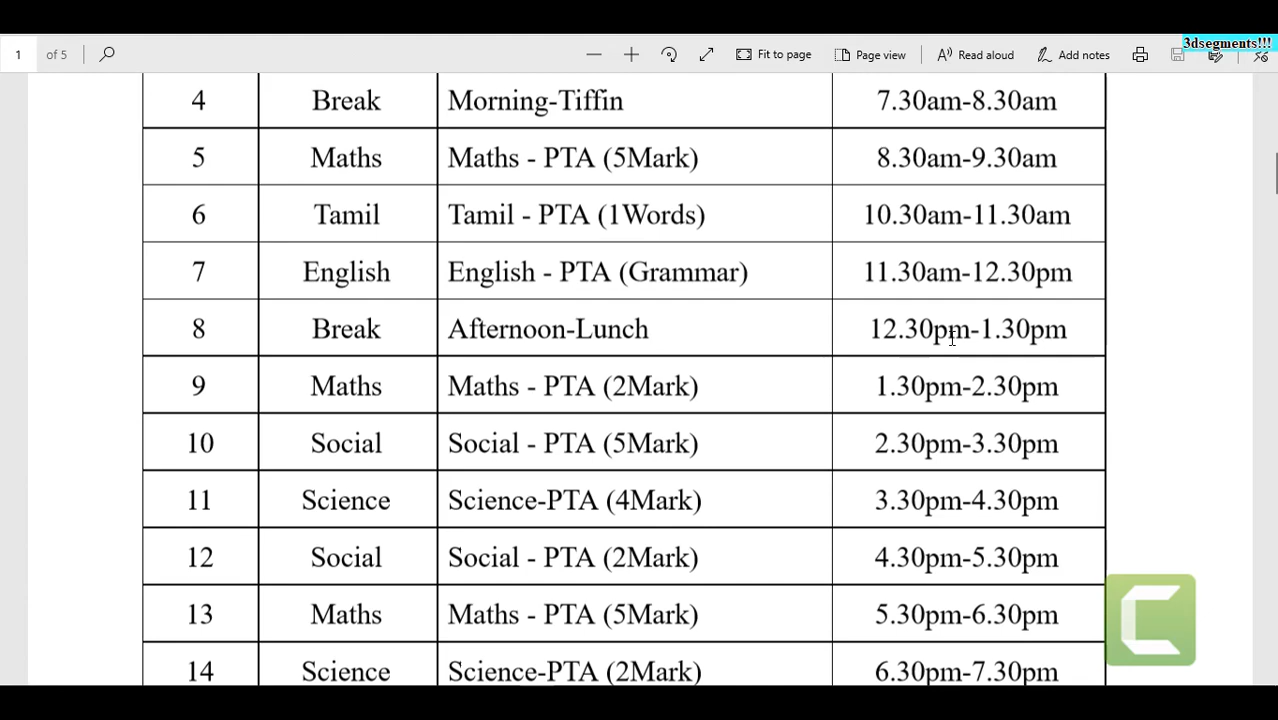 3dsegments!!!
1 of 5 Fit to page Page view Read aloud Add notes
4 Break Morning-Tiffin 7.30am-8.30am
5 Maths Maths - PTA (5Mark) 8.30am-9.30am
6 Tamil Tamil - PTA (1Words) 10.30am-11.30am
7 English English - PTA (Grammar) 11.30am-12.30pm
8 Break Afternoon-Lunch 12.30pm-1.30pm
9 Maths Maths - PTA (2Mark) 1.30pm-2.30pm
10 Social Social - PTA (5Mark) 2.30pm-3.30pm
11 Science Science-PTA (4Mark) 3.30pm-4.30pm
12 Social Social - PTA (2Mark) 4.30pm-5.30pm
13 Maths Maths - PTA (5Mark) 5.30pm-6.30pm
14 Science Science-PTA (2Mark) 6.30pm-7.30pm